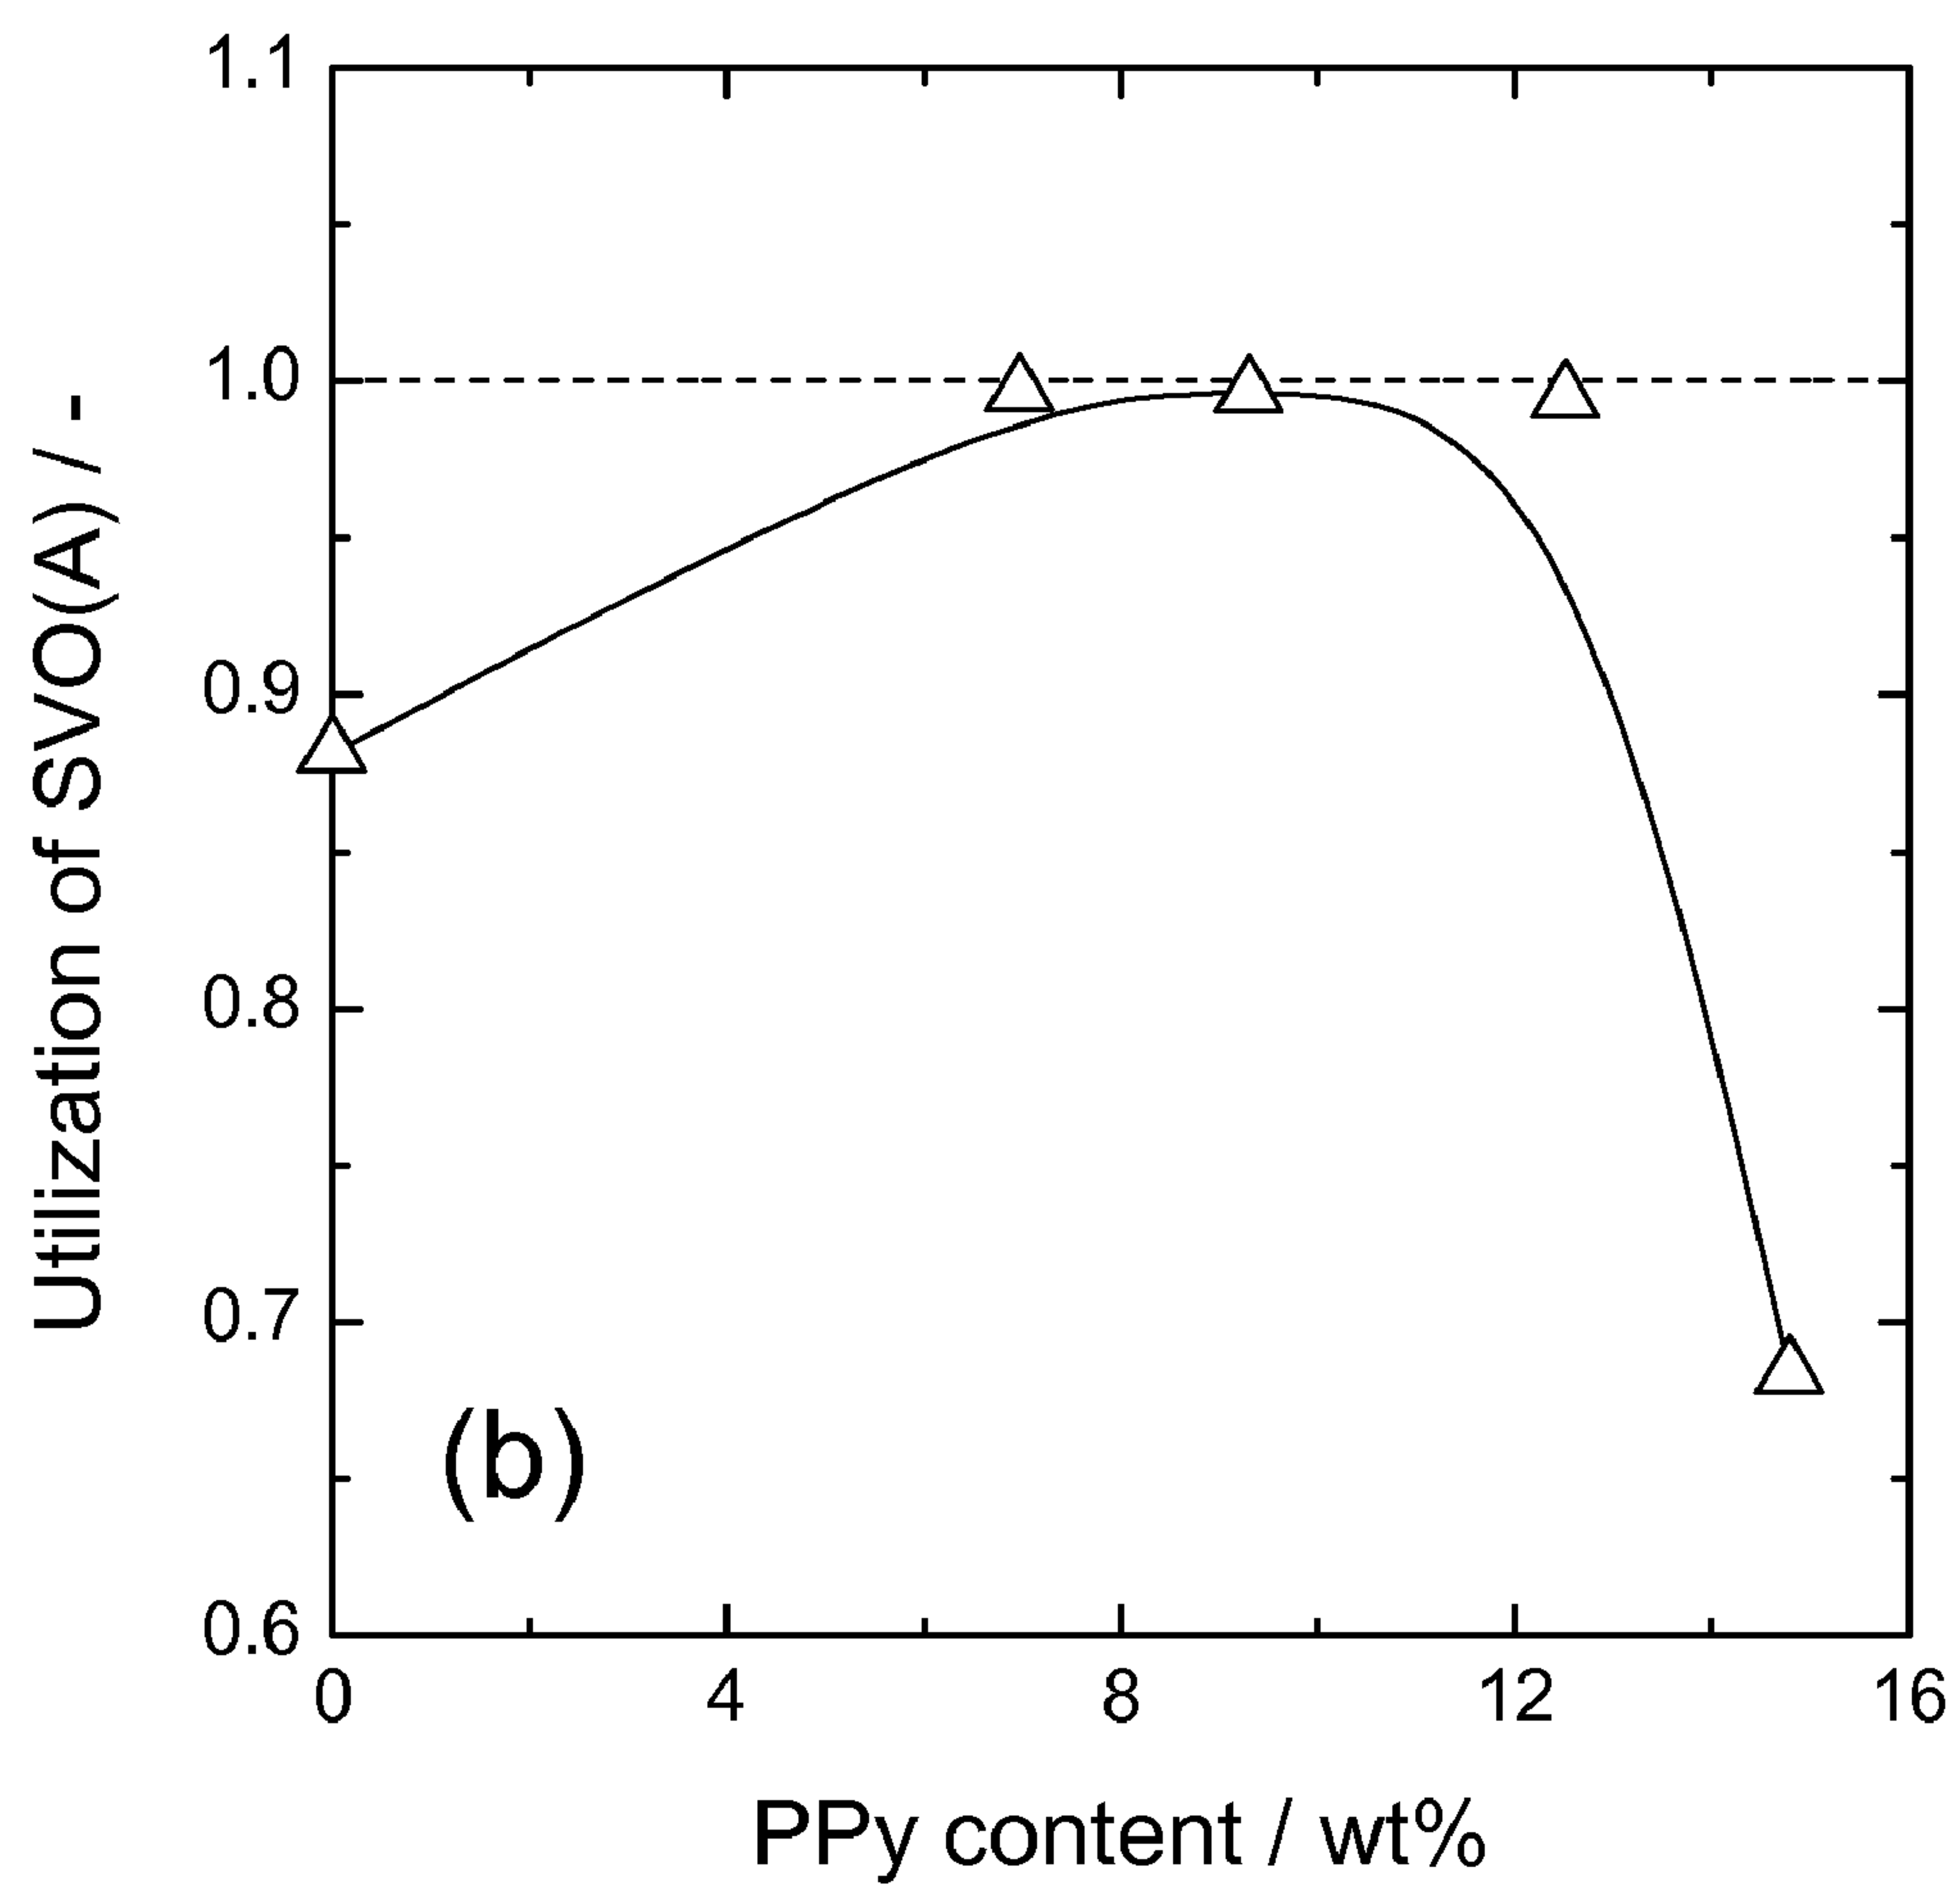 1.1
1.0
0.9
0.8
0.7
0.6
Utilization of SVO(A) / -
(b)
0 4 8 12 16
PPy content / wt%